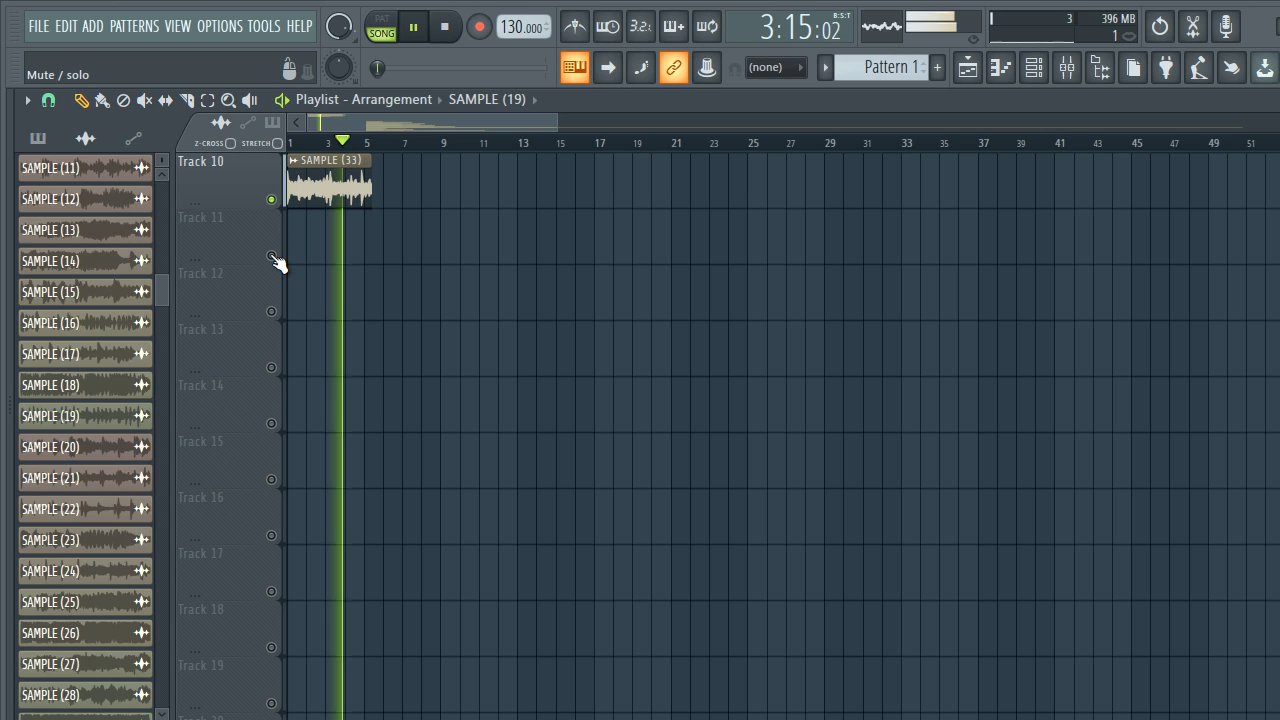 FILE EDIT ADD PATTERNS VIEW OPTIONS TOOLS HELP
PAT
SONG
130.000
3:15:02
B:S:T
3
396 MB
1
Mute / solo
(none)
Pattern 1
+
Playlist - Arrangement › SAMPLE (19) ›
Z-CROSS
STRETCH
1 3 5 7 9 11 13 15 17 19 21 23 25 27 29 31 33 35 37 39 41 43 45 47 49 51
SAMPLE (11)
SAMPLE (12)
SAMPLE (13)
SAMPLE (14)
SAMPLE (15)
SAMPLE (16)
SAMPLE (17)
SAMPLE (18)
SAMPLE (19)
SAMPLE (20)
SAMPLE (21)
SAMPLE (22)
SAMPLE (23)
SAMPLE (24)
SAMPLE (25)
SAMPLE (26)
SAMPLE (27)
SAMPLE (28)
Track 10
SAMPLE (33)
Track 11
Track 12
Track 13
Track 14
Track 15
Track 16
Track 17
Track 18
Track 19